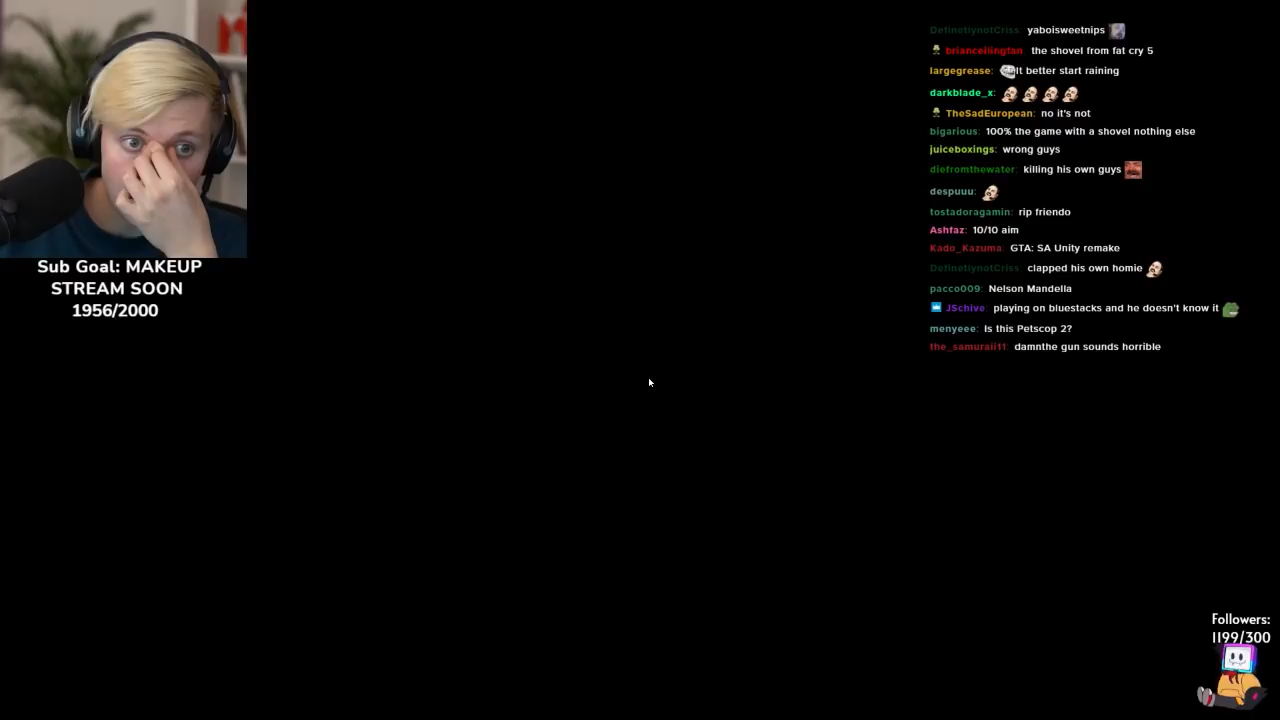 Sub Goal: MAKEUP
STREAM SOON
1956/2000
DefinetlynotCriss: yaboisweetnips
brianceilingfan: the shovel from fat cry 5
largegrease: It better start raining
darkblade_x:
TheSadEuropean: no it's not
bigarious: 100% the game with a shovel nothing else
juiceboxings: wrong guys
diefromthewater: killing his own guys
despuuu:
tostadoragamin: rip friendo
Ashfaz: 10/10 aim
Kado_Kazuma: GTA: SA Unity remake
DefinetlynotCriss: clapped his own homie
pacco009: Nelson Mandella
JSchive: playing on bluestacks and he doesn't know it
menyeee: Is this Petscop 2?
the_samuraii11: damnthe gun sounds horrible
Followers:
1199/300